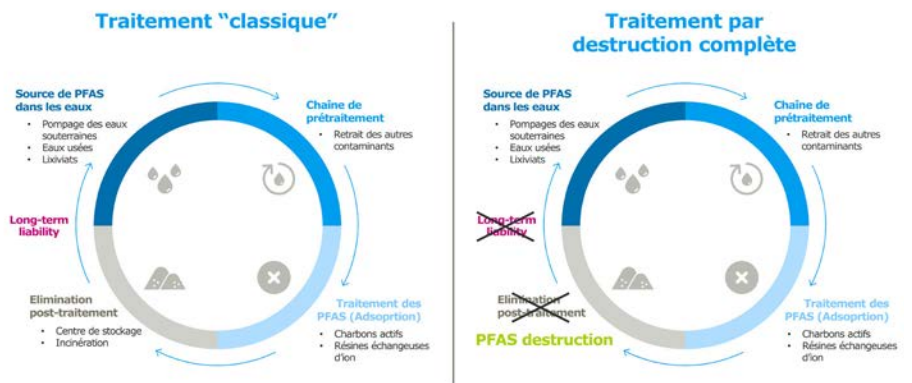 Traitement “classique”
Source de PFAS
dans les eaux
• Pompage des eaux
souterraines
• Eaux usées
• Lixiviats
Chaîne de
prétraitement
• Retrait des autres
contaminants
Long-term
liability
Elimination
post-traitement
• Centre de stockage
• Incinération
Traitement des
PFAS (Adsoprtion)
• Charbons actifs
• Résines échangeuses
d'ion
Traitement par
destruction complète
Source de PFAS
dans les eaux
• Pompages des eaux
souterraines
• Eaux usées
• Lixiviats
Chaîne de
prétraitement
• Retrait des autres
contaminants
Long-term
liability
Elimination
post-traitement
PFAS destruction
Traitement des
PFAS (Adsoprtion)
• Charbons actifs
• Résines échangeuses
d'ion